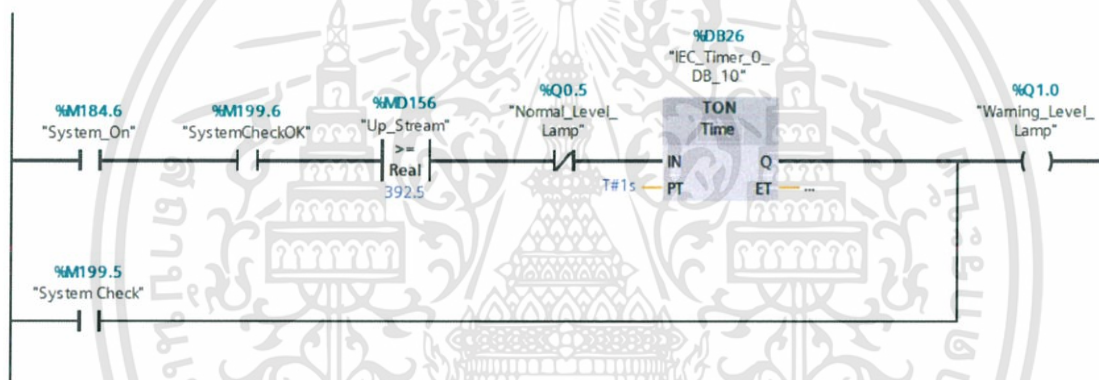 %DB26
"IEC_Timer_0_
DB_10"
%M184.6
"System_On"
%M199.6
"SystemCheckOK"
%MD156
"Up_Stream"
>=
Real
392.5
%Q0.5
"Normal_Level_
Lamp"
TON
Time
IN
Q
T#1s
PT
ET
...
%Q1.0
"Warning_Level_
Lamp"
%M199.5
"System Check"